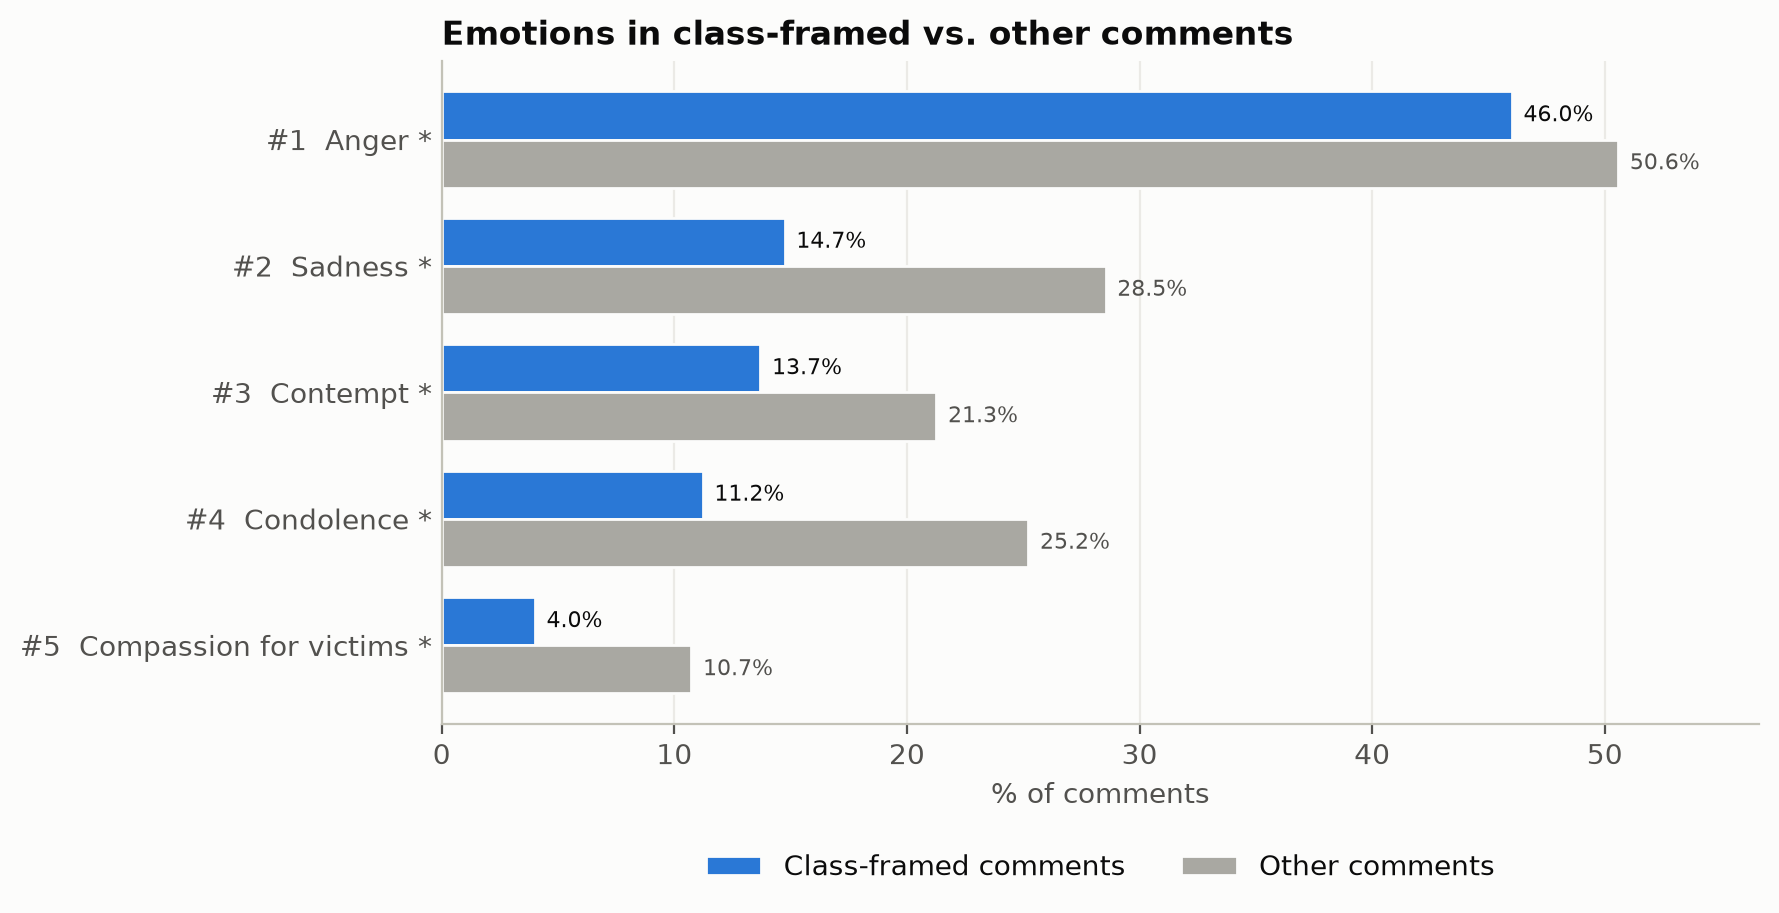 Emotions in class-framed vs. other comments
#1  Anger *
46.0%
50.6%
#2  Sadness *
14.7%
28.5%
#3  Contempt *
13.7%
21.3%
#4  Condolence *
11.2%
25.2%
#5  Compassion for victims *
4.0%
10.7%
0 10 20 30 40 50
% of comments
Class-framed comments Other comments